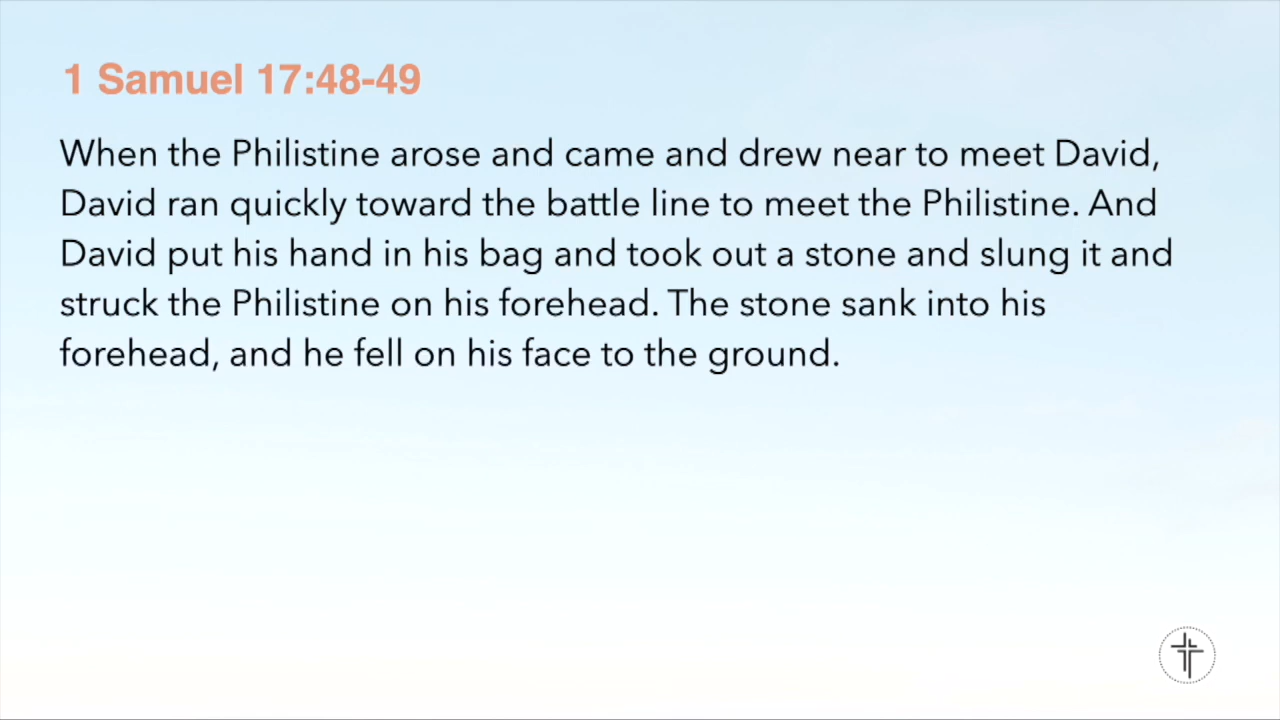 1 Samuel 17:48-49
When the Philistine arose and came and drew near to meet David,
David ran quickly toward the battle line to meet the Philistine. And
David put his hand in his bag and took out a stone and slung it and
struck the Philistine on his forehead. The stone sank into his
forehead, and he fell on his face to the ground.